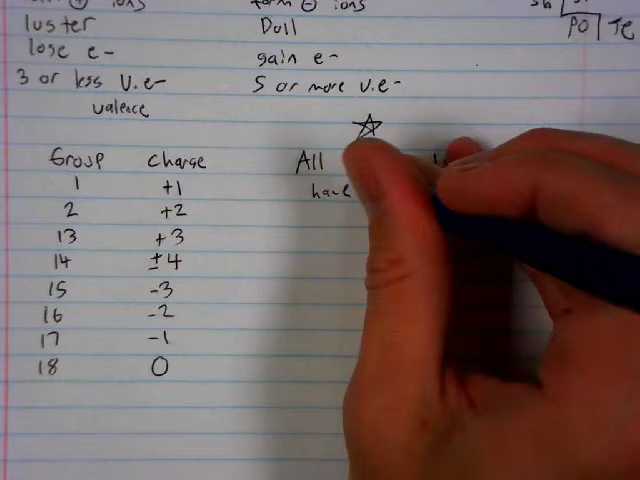 ions
form ⊖ ions
luster
Dull
PO Te
lose e-
gain e-
3 or less v.e-
5 or more v.e-
valence
Group Charge
All
1 +1
have
2 +2
13 +3
14 ±4
15 -3
16 -2
17 -1
18 0